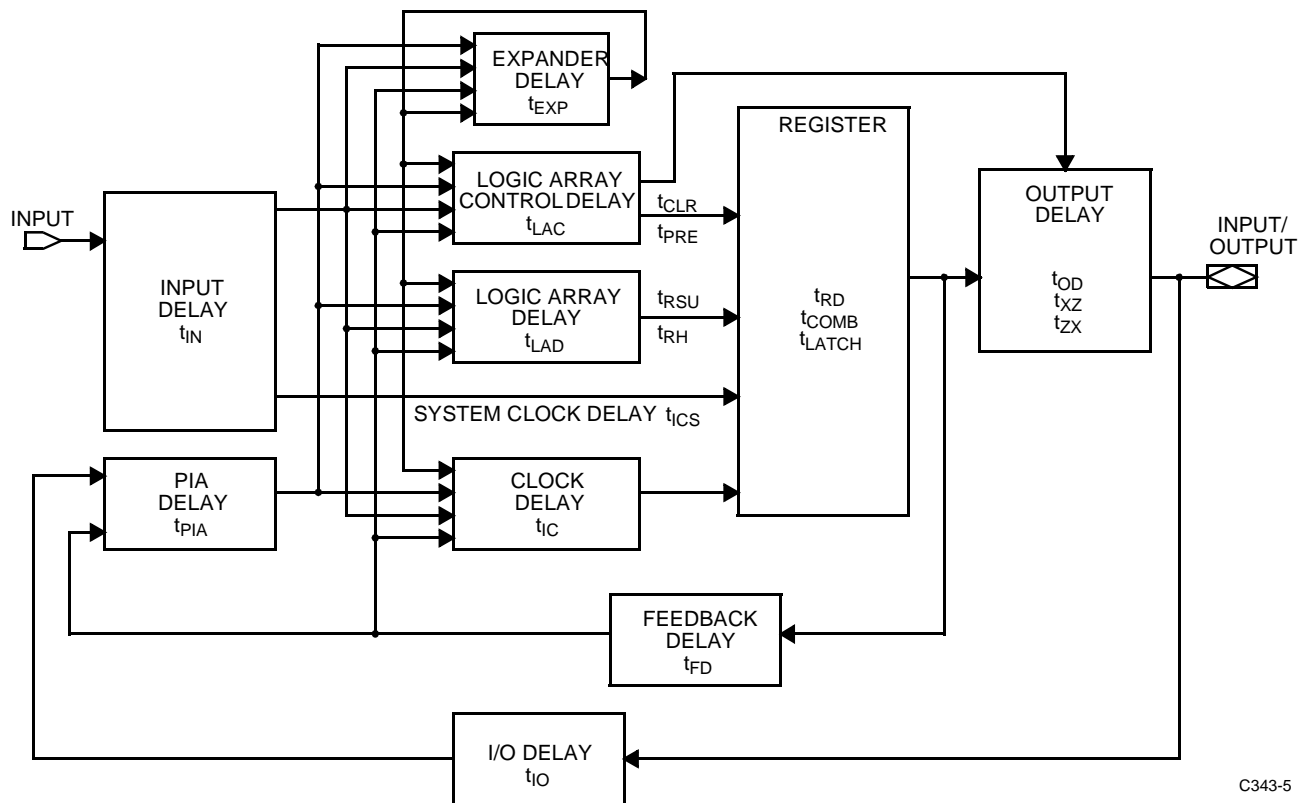 EXPANDER
DELAY
tEXP
REGISTER
LOGIC ARRAY
CONTROL DELAY
tLAC
tCLR
tPRE
OUTPUT
DELAY
tOD
tXZ
tZX
INPUT
INPUT/
OUTPUT
INPUT
DELAY
tIN
LOGIC ARRAY
DELAY
tLAD
tRSU
tRH
tRD
tCOMB
tLATCH
SYSTEM CLOCK DELAY tICS
PIA
DELAY
tPIA
CLOCK
DELAY
tIC
FEEDBACK
DELAY
tFD
I/O DELAY
tIO
C343-5